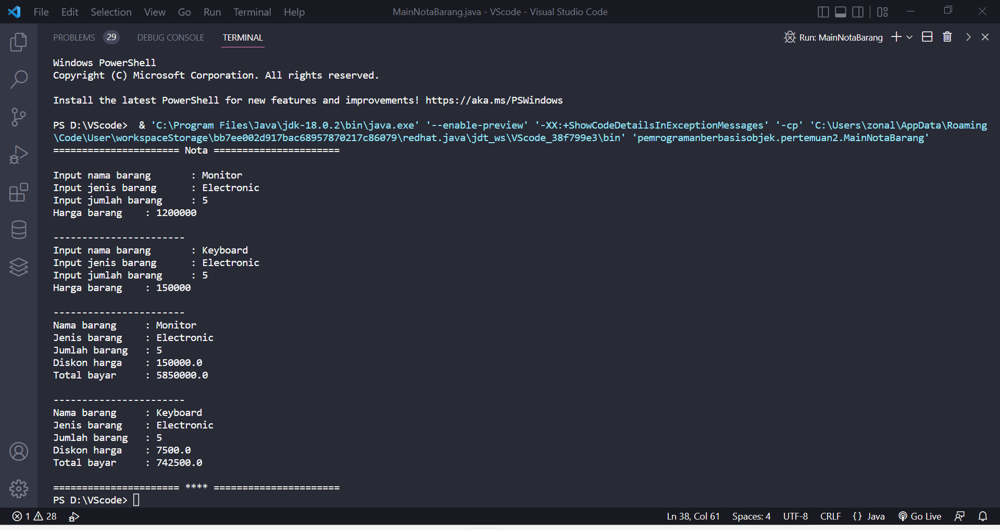 File Edit Selection View Go Run Terminal Help
MainNotaBarang.java - VScode - Visual Studio Code
PROBLEMS 29 DEBUG CONSOLE TERMINAL
Run: MainNotaBarang
Windows PowerShell
Copyright (C) Microsoft Corporation. All rights reserved.
Install the latest PowerShell for new features and improvements! https://aka.ms/PSWindows
PS D:\VScode>  & 'C:\Program Files\Java\jdk-18.0.2\bin\java.exe' '--enable-preview' '-XX:+ShowCodeDetailsInExceptionMessages' '-cp' 'C:\Users\zonal\AppData\Roaming
\Code\User\workspaceStorage\bb7ee002d917bac68957870217c86079\redhat.java\jdt_ws\VScode_38f799e3\bin' 'pemrogramanberbasisobjek.pertemuan2.MainNotaBarang'
====================== Nota ======================
Input nama barang       : Monitor
Input jenis barang      : Electronic
Input jumlah barang     : 5
Harga barang    : 1200000
-----------------------
Input nama barang       : Keyboard
Input jenis barang      : Electronic
Input jumlah barang     : 5
Harga barang    : 150000
-----------------------
Nama barang     : Monitor
Jenis barang    : Electronic
Jumlah barang   : 5
Diskon harga    : 150000.0
Total bayar     : 5850000.0
-----------------------
Nama barang     : Keyboard
Jenis barang    : Electronic
Jumlah barang   : 5
Diskon harga    : 7500.0
Total bayar     : 742500.0
====================== **** ======================
PS D:\VScode>
1 28 Ln 38, Col 61 Spaces: 4 UTF-8 CRLF {} Java Go Live